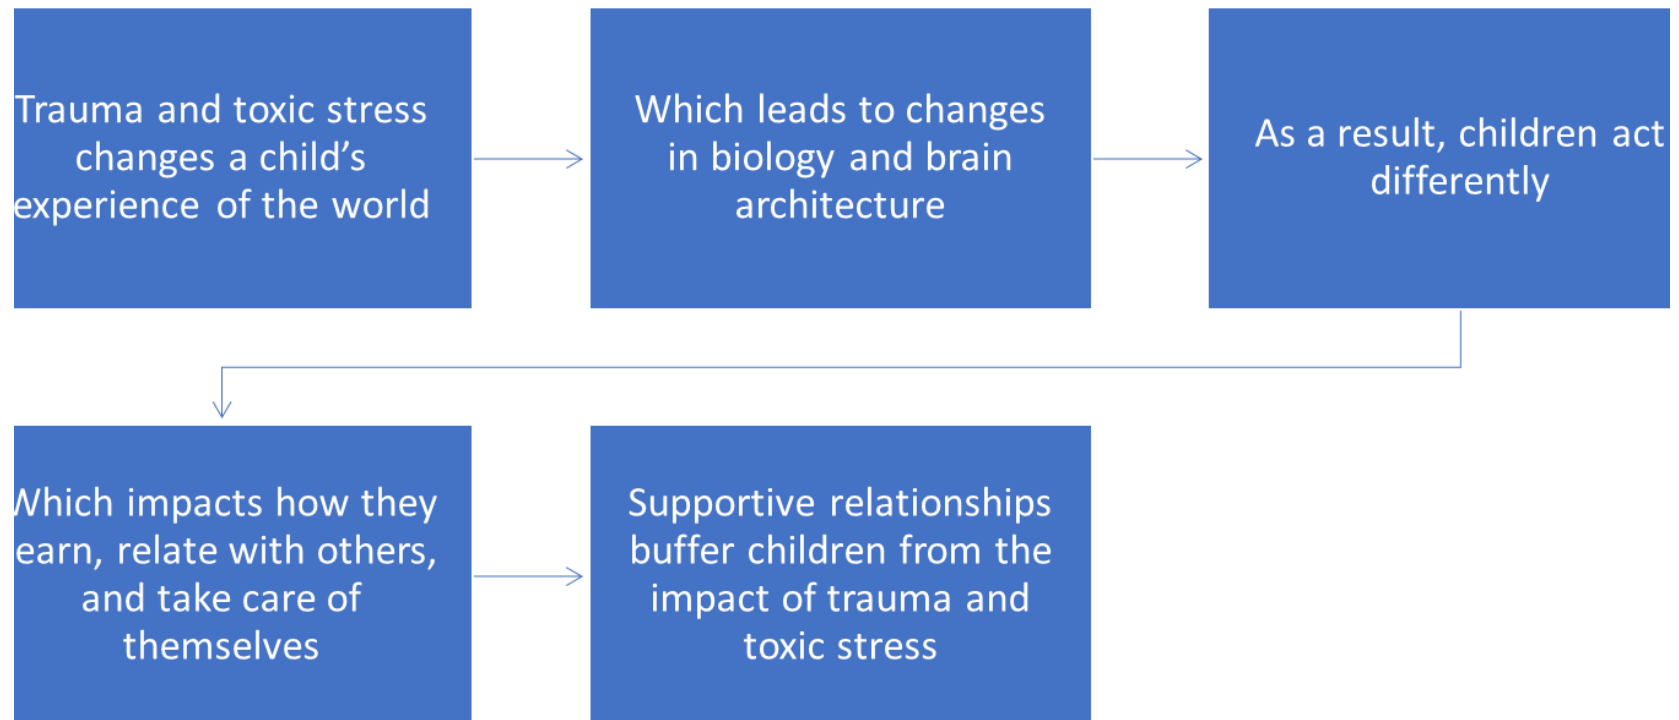 Trauma and toxic stress
changes a child's
experience of the world
Which leads to changes
in biology and brain
architecture
As a result, children act
differently
Which impacts how they
earn, relate with others,
and take care of
themselves
Supportive relationships
buffer children from the
impact of trauma and
toxic stress